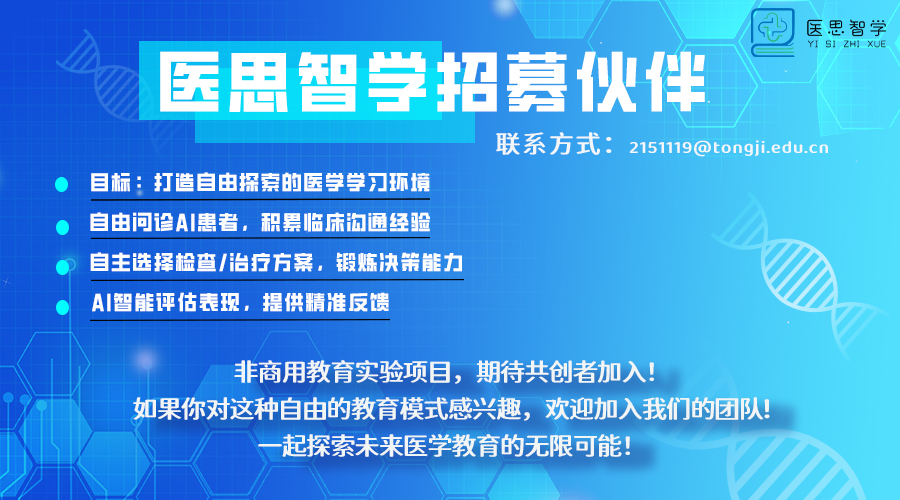 医思智学
YI SI ZHI XUE
医思智学招募伙伴
联系方式：2151119@tongji.edu.cn
目标：打造自由探索的医学学习环境
自由问诊AI患者，积累临床沟通经验
自主选择检查/治疗方案，锻炼决策能力
AI智能评估表现，提供精准反馈
非商用教育实验项目，期待共创者加入！
如果你对这种自由的教育模式感兴趣，欢迎加入我们的团队！
一起探索未来医学教育的无限可能！